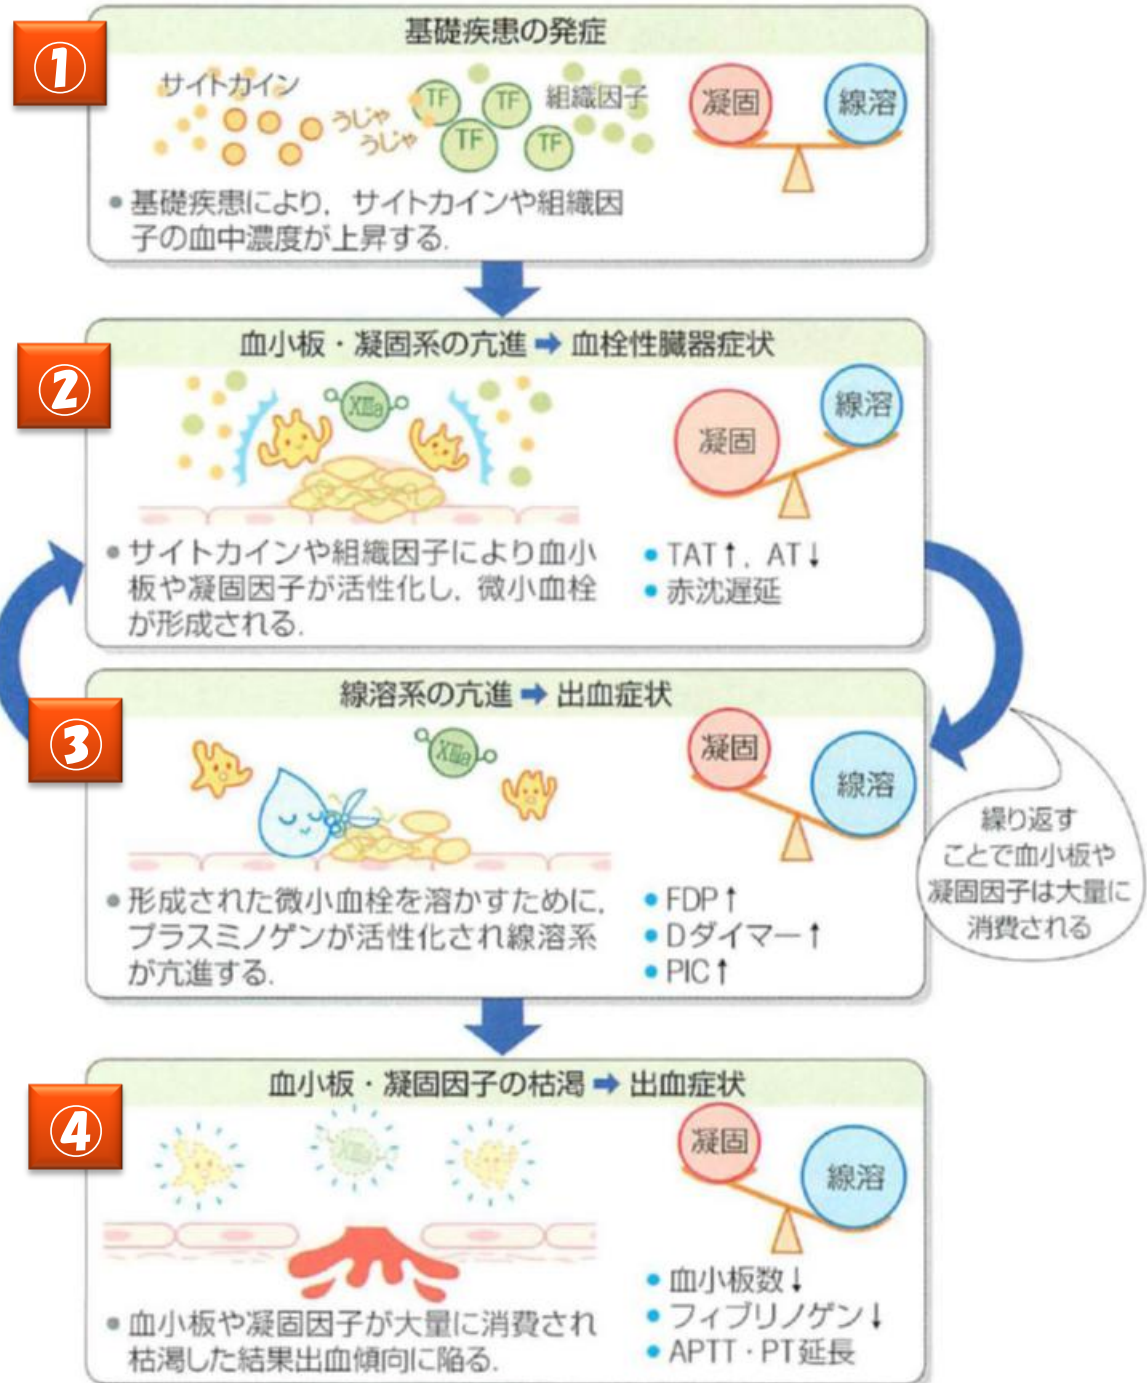 ①
基礎疾患の発症
サイトカイン
うじゃ
うじゃ
TF
TF
TF
TF
組織因子
凝固
線溶
● 基礎疾患により，サイトカインや組織因
子の血中濃度が上昇する．
②
血小板・凝固系の亢進➡血栓性臓器症状
XⅢa
凝固
線溶
● サイトカインや組織因子により血小
板や凝固因子が活性化し，微小血栓
が形成される．
● TAT↑，AT↓
● 赤沈遅延
③
線溶系の亢進➡出血症状
XⅢa
凝固
線溶
● 形成された微小血栓を溶かすために，
プラスミノゲンが活性化され線溶系
が亢進する．
● FDP↑
● Dダイマー↑
● PIC↑
繰り返す
ことで血小板や
凝固因子は大量に
消費される
④
血小板・凝固因子の枯渇➡出血症状
XⅢa
凝固
線溶
● 血小板や凝固因子が大量に消費され
枯渇した結果出血傾向に陥る．
● 血小板数↓
● フィブリノゲン↓
● APTT・PT延長